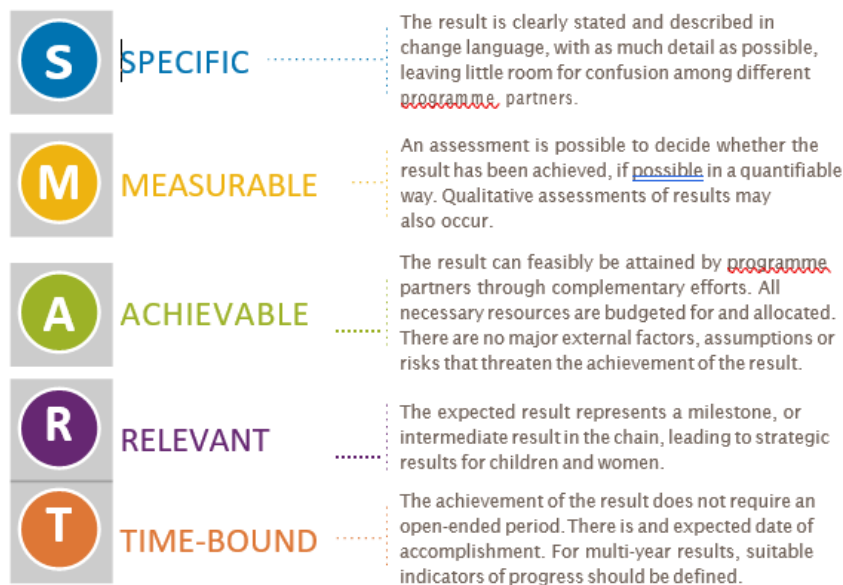 S
SPECIFIC
The result is clearly stated and described in
change language, with as much detail as possible,
leaving little room for confusion among different
programme partners.
M
MEASURABLE
An assessment is possible to decide whether the
result has been achieved, if possible in a quantifiable
way. Qualitative assessments of results may
also occur.
A
ACHIEVABLE
The result can feasibly be attained by programme
partners through complementary efforts. All
necessary resources are budgeted for and allocated.
There are no major external factors, assumptions or
risks that threaten the achievement of the result.
R
RELEVANT
The expected result represents a milestone, or
intermediate result in the chain, leading to strategic
results for children and women.
T
TIME-BOUND
The achievement of the result does not require an
open-ended period. There is and expected date of
accomplishment. For multi-year results, suitable
indicators of progress should be defined.